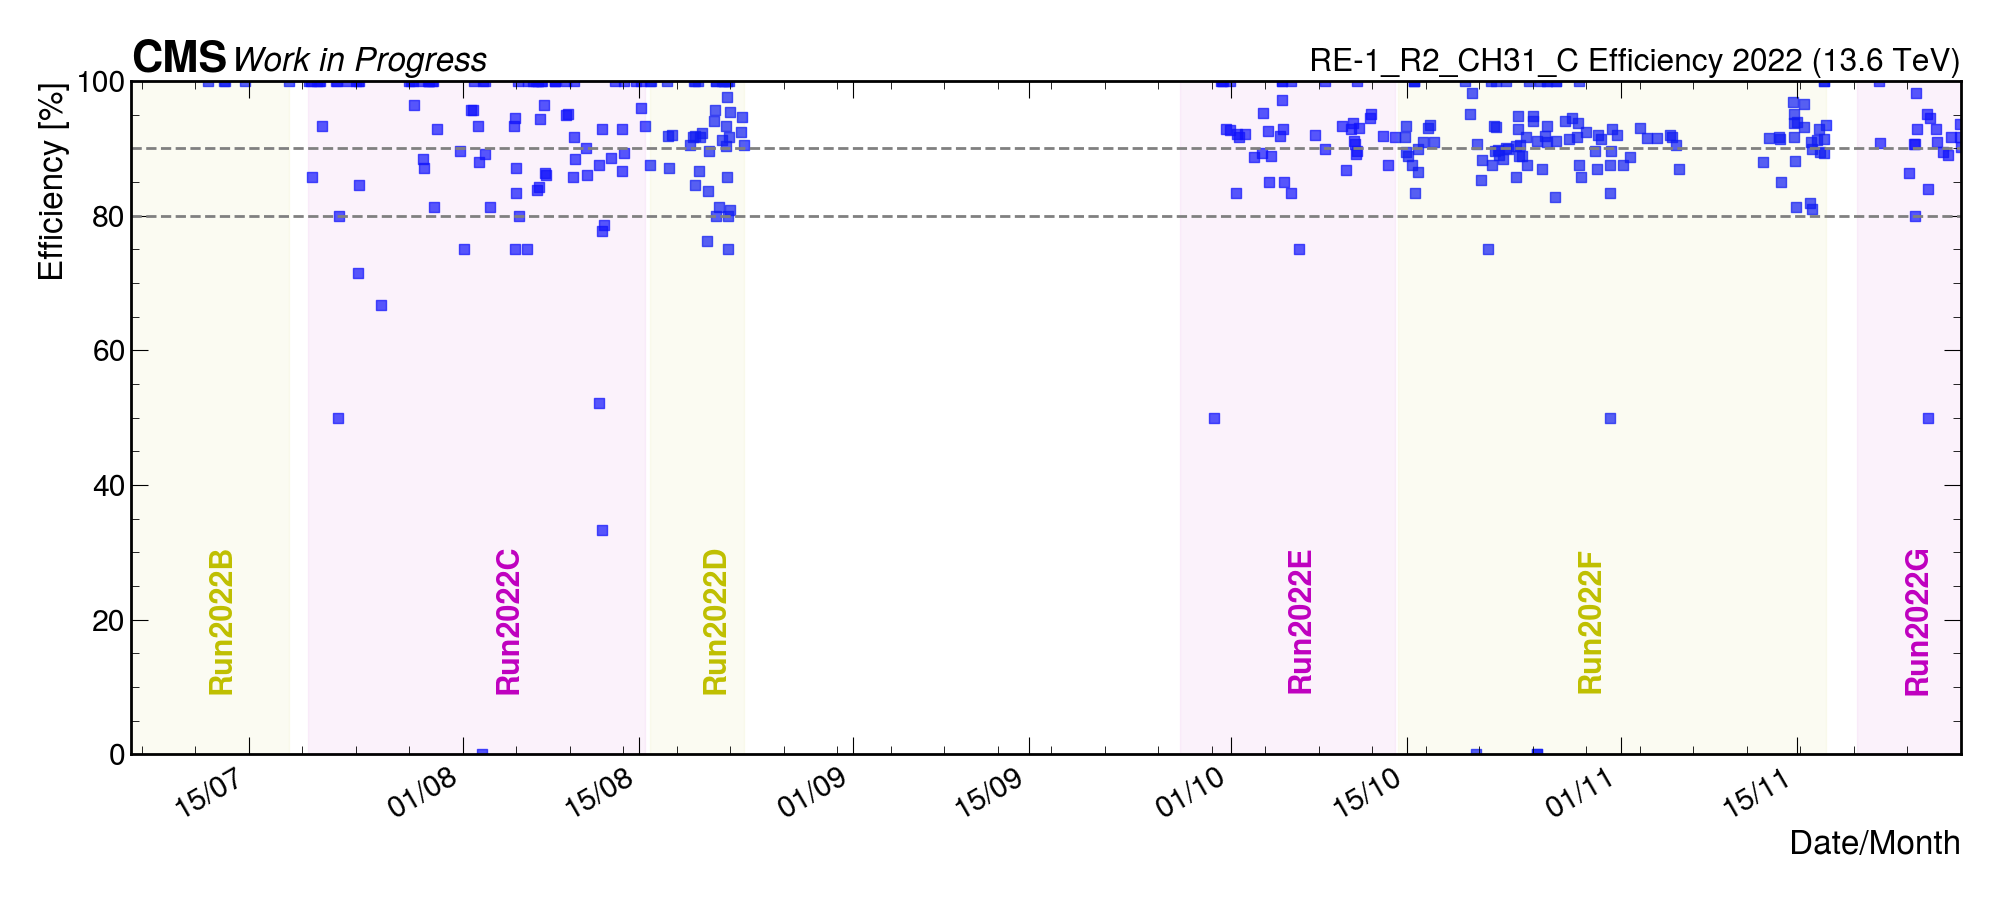 CMS Work in Progress
RE-1_R2_CH31_C Efficiency 2022 (13.6 TeV)
Efficiency [%]
100
80
60
40
20
0
Run2022B
Run2022C
Run2022D
Run2022E
Run2022F
Run2022G
15/07
01/08
15/08
01/09
15/09
01/10
15/10
01/11
15/11
Date/Month